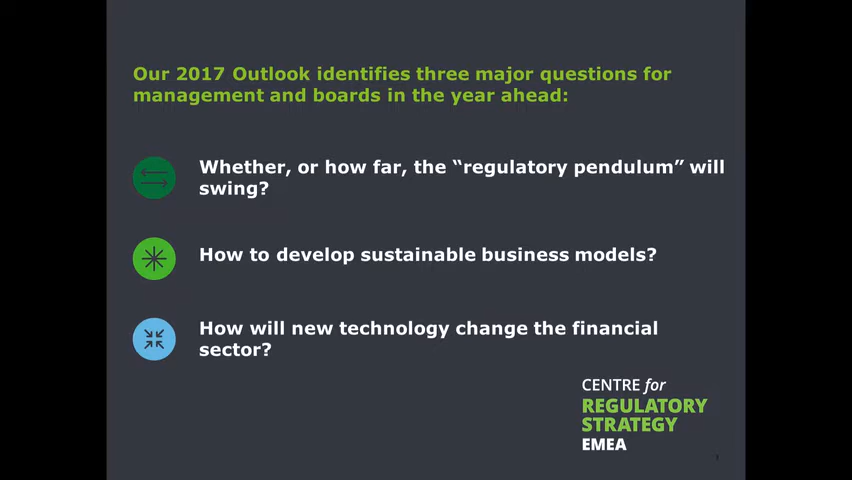 Our 2017 Outlook identifies three major questions for
management and boards in the year ahead:
Whether, or how far, the “regulatory pendulum” will
swing?
How to develop sustainable business models?
How will new technology change the financial
sector?
CENTRE for
REGULATORY
STRATEGY
EMEA